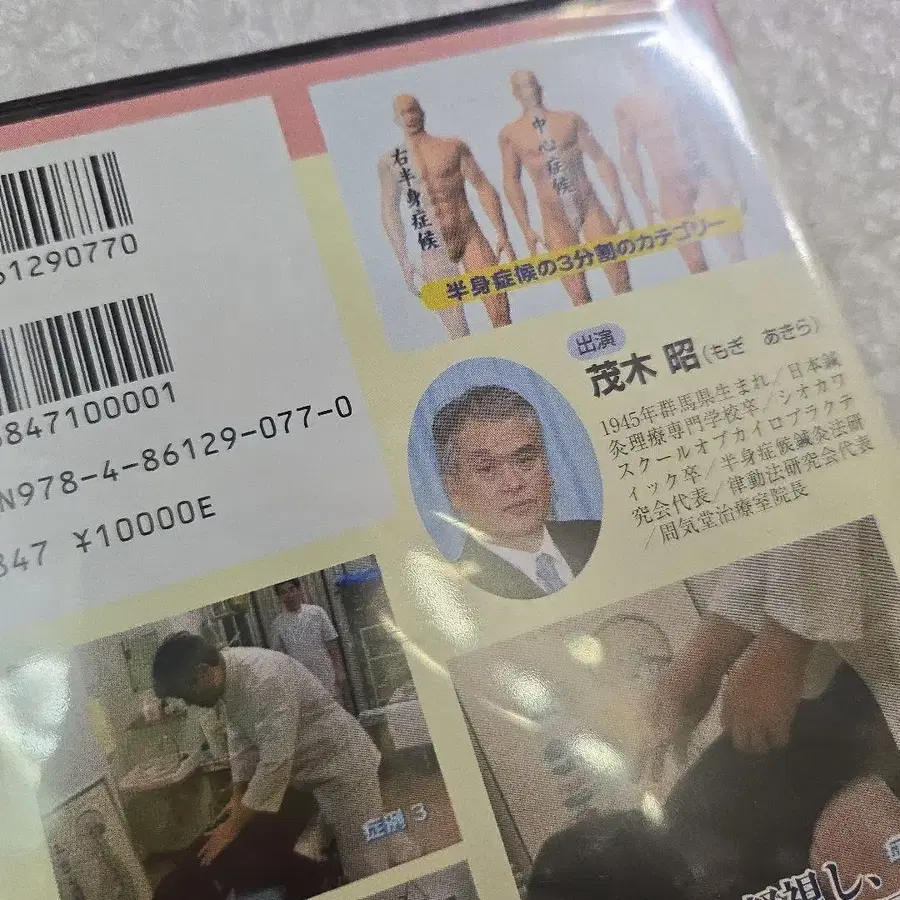 61290770
847100001
N978-4-86129-077-0
847 ¥10000E
右半身症候
中心症候
半身症候の3分割のカテゴリー
出演
茂木 昭(もぎ あきら)
1945年群馬県生まれ/日本鍼
灸理療専門学校卒/シオカワ
スクールオブカイロプラクテ
ィック卒/半身症候鍼灸法研
究会代表/律動法研究会代表
/周気堂治療室院長
症例 3
視し、